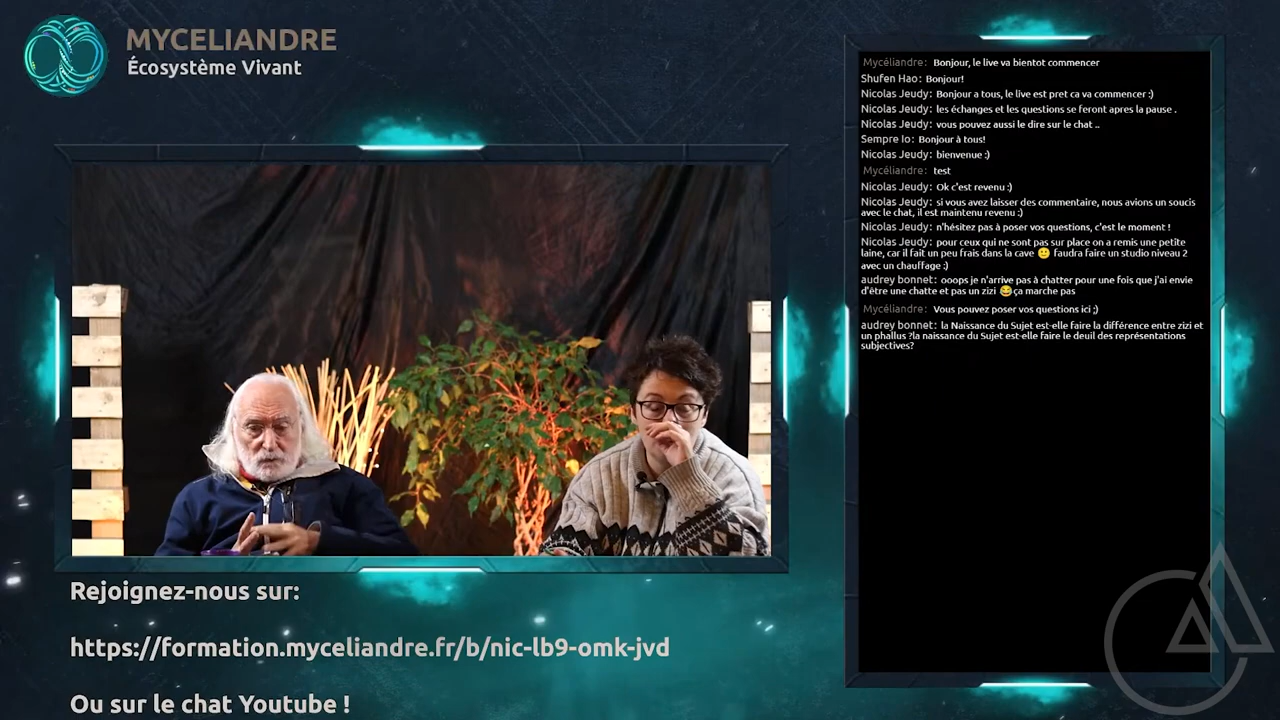 MYCELIANDRE
Écosystème Vivant
Rejoignez-nous sur:
https://formation.myceliandre.fr/b/nic-lb9-omk-jvd
Ou sur le chat Youtube !
Mycéliandre: Bonjour, le live va bientot commencer
Shufen Hao: Bonjour!
Nicolas Jeudy: Bonjour a tous, le live est pret ca va commencer :)
Nicolas Jeudy: les échanges et les questions se feront apres la pause .
Nicolas Jeudy: vous pouvez aussi le dire sur le chat ..
Sempre Io: Bonjour à tous!
Nicolas Jeudy: bienvenue :)
Mycéliandre: test
Nicolas Jeudy: Ok c'est revenu :)
Nicolas Jeudy: si vous avez laisser des commentaire, nous avions un soucis
avec le chat, il est maintenu revenu :)
Nicolas Jeudy: n'hésitez pas à poser vos questions, c'est le moment !
Nicolas Jeudy: pour ceux qui ne sont pas sur place on a remis une petite
laine, car il fait un peu frais dans la cave 🙂 faudra faire un studio niveau 2
avec un chauffage :)
audrey bonnet: ooops je n'arrive pas à chatter pour une fois que j'ai envie
d'être une chatte et pas un zizi 😂ça marche pas
Mycéliandre: Vous pouvez poser vos questions ici ;)
audrey bonnet: la Naissance du Sujet est-elle faire la différence entre zizi et
un phallus ?la naissance du Sujet est-elle faire le deuil des représentations
subjectives?